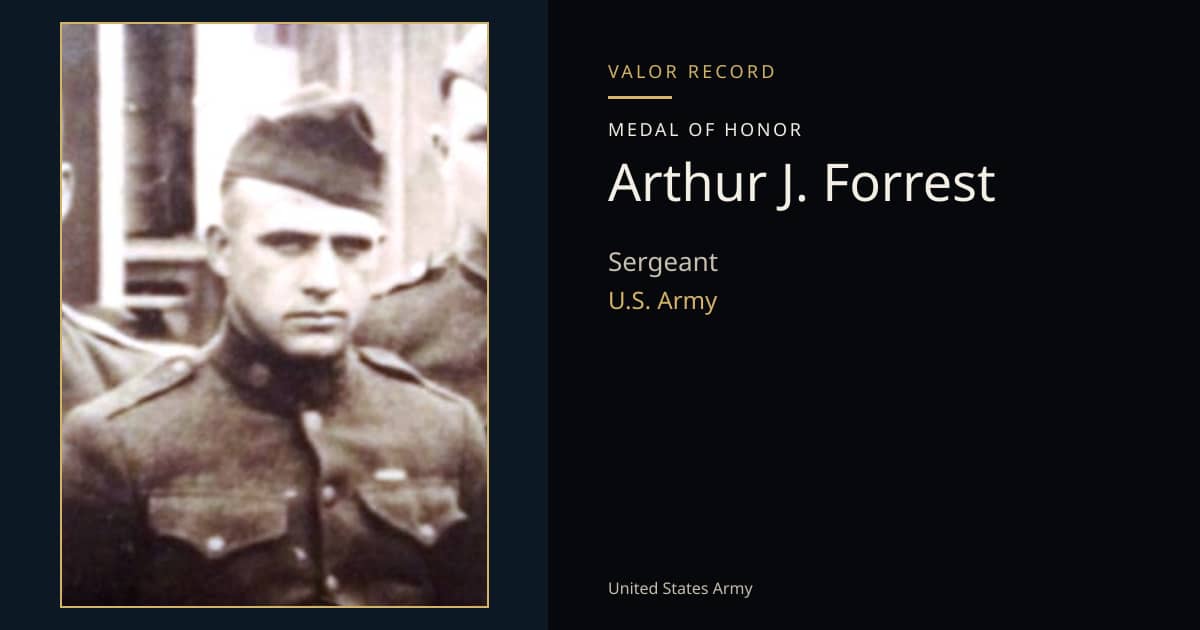 VALOR RECORD
MEDAL OF HONOR
Arthur J. Forrest
Sergeant
U.S. Army
United States Army